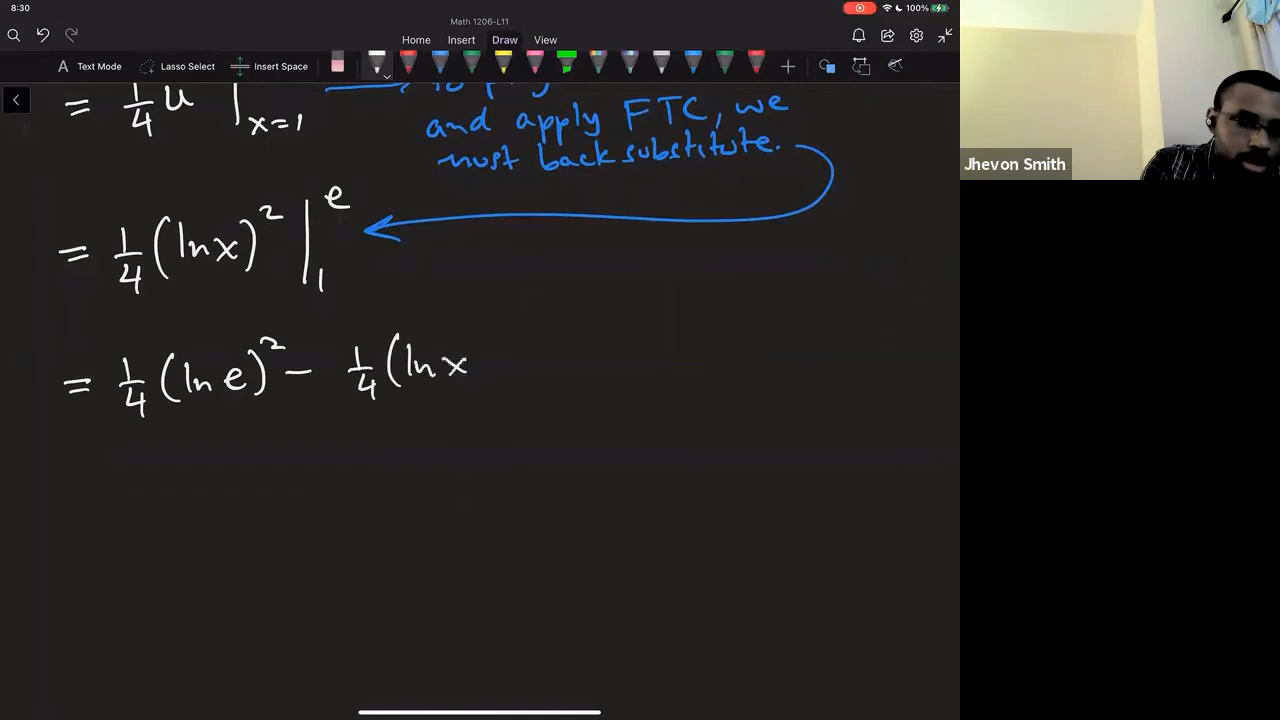 8:30
100%
Math 1206-L11
Home Insert Draw View
Text Mode Lasso Select Insert Space
= 1/4 u |x=1
and apply FTC, we
must back substitute.
= 1/4 (ln x)² |₁ᵉ
= 1/4 (ln e)² - 1/4 (ln x
Jhevon Smith